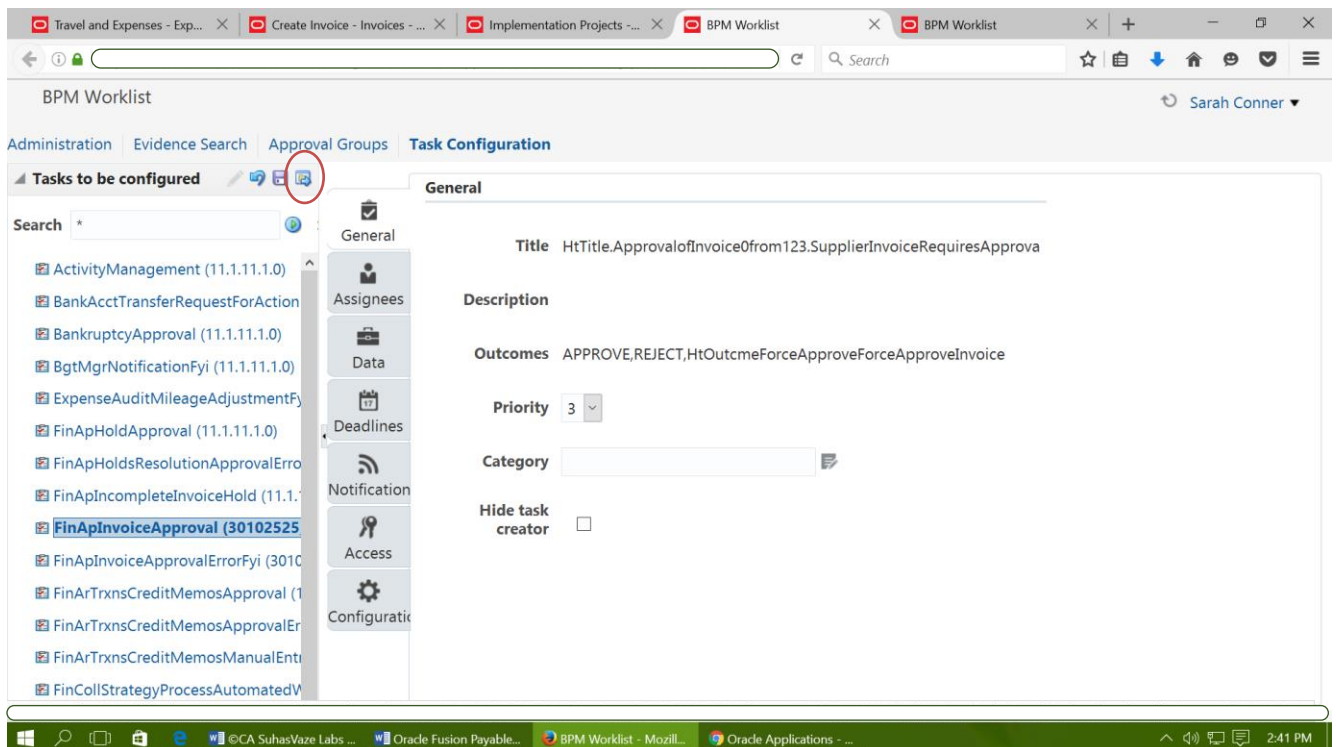 Travel and Expenses - Exp...
Create Invoice - Invoices - ...
Implementation Projects -...
BPM Worklist
BPM Worklist
Search
BPM Worklist
Sarah Conner
Administration
Evidence Search
Approval Groups
Task Configuration
Tasks to be configured
Search *
ActivityManagement (11.1.11.1.0)
BankAcctTransferRequestForAction
BankruptcyApproval (11.1.11.1.0)
BgtMgrNotificationFyi (11.1.11.1.0)
ExpenseAuditMileageAdjustmentFy
FinApHoldApproval (11.1.11.1.0)
FinApHoldsResolutionApprovalErro
FinApIncompleteInvoiceHold (11.1.
FinApInvoiceApproval (30102525
FinApInvoiceApprovalErrorFyi (3010
FinArTrxnsCreditMemosApproval (1
FinArTrxnsCreditMemosApprovalEr
FinArTrxnsCreditMemosManualEntr
FinCollStrategyProcessAutomatedW
General
Assignees
Data
17
Deadlines
Notification
Access
Configuratio
General
Title HtTitle.ApprovalofInvoice0from123.SupplierInvoiceRequiresApprova
Description
Outcomes APPROVE,REJECT,HtOutcmeForceApproveForceApproveInvoice
Priority 3
Category
Hide task
creator
©CA SuhasVaze Labs ...
Oracle Fusion Payable...
BPM Worklist - Mozill...
Oracle Applications - ...
2:41 PM